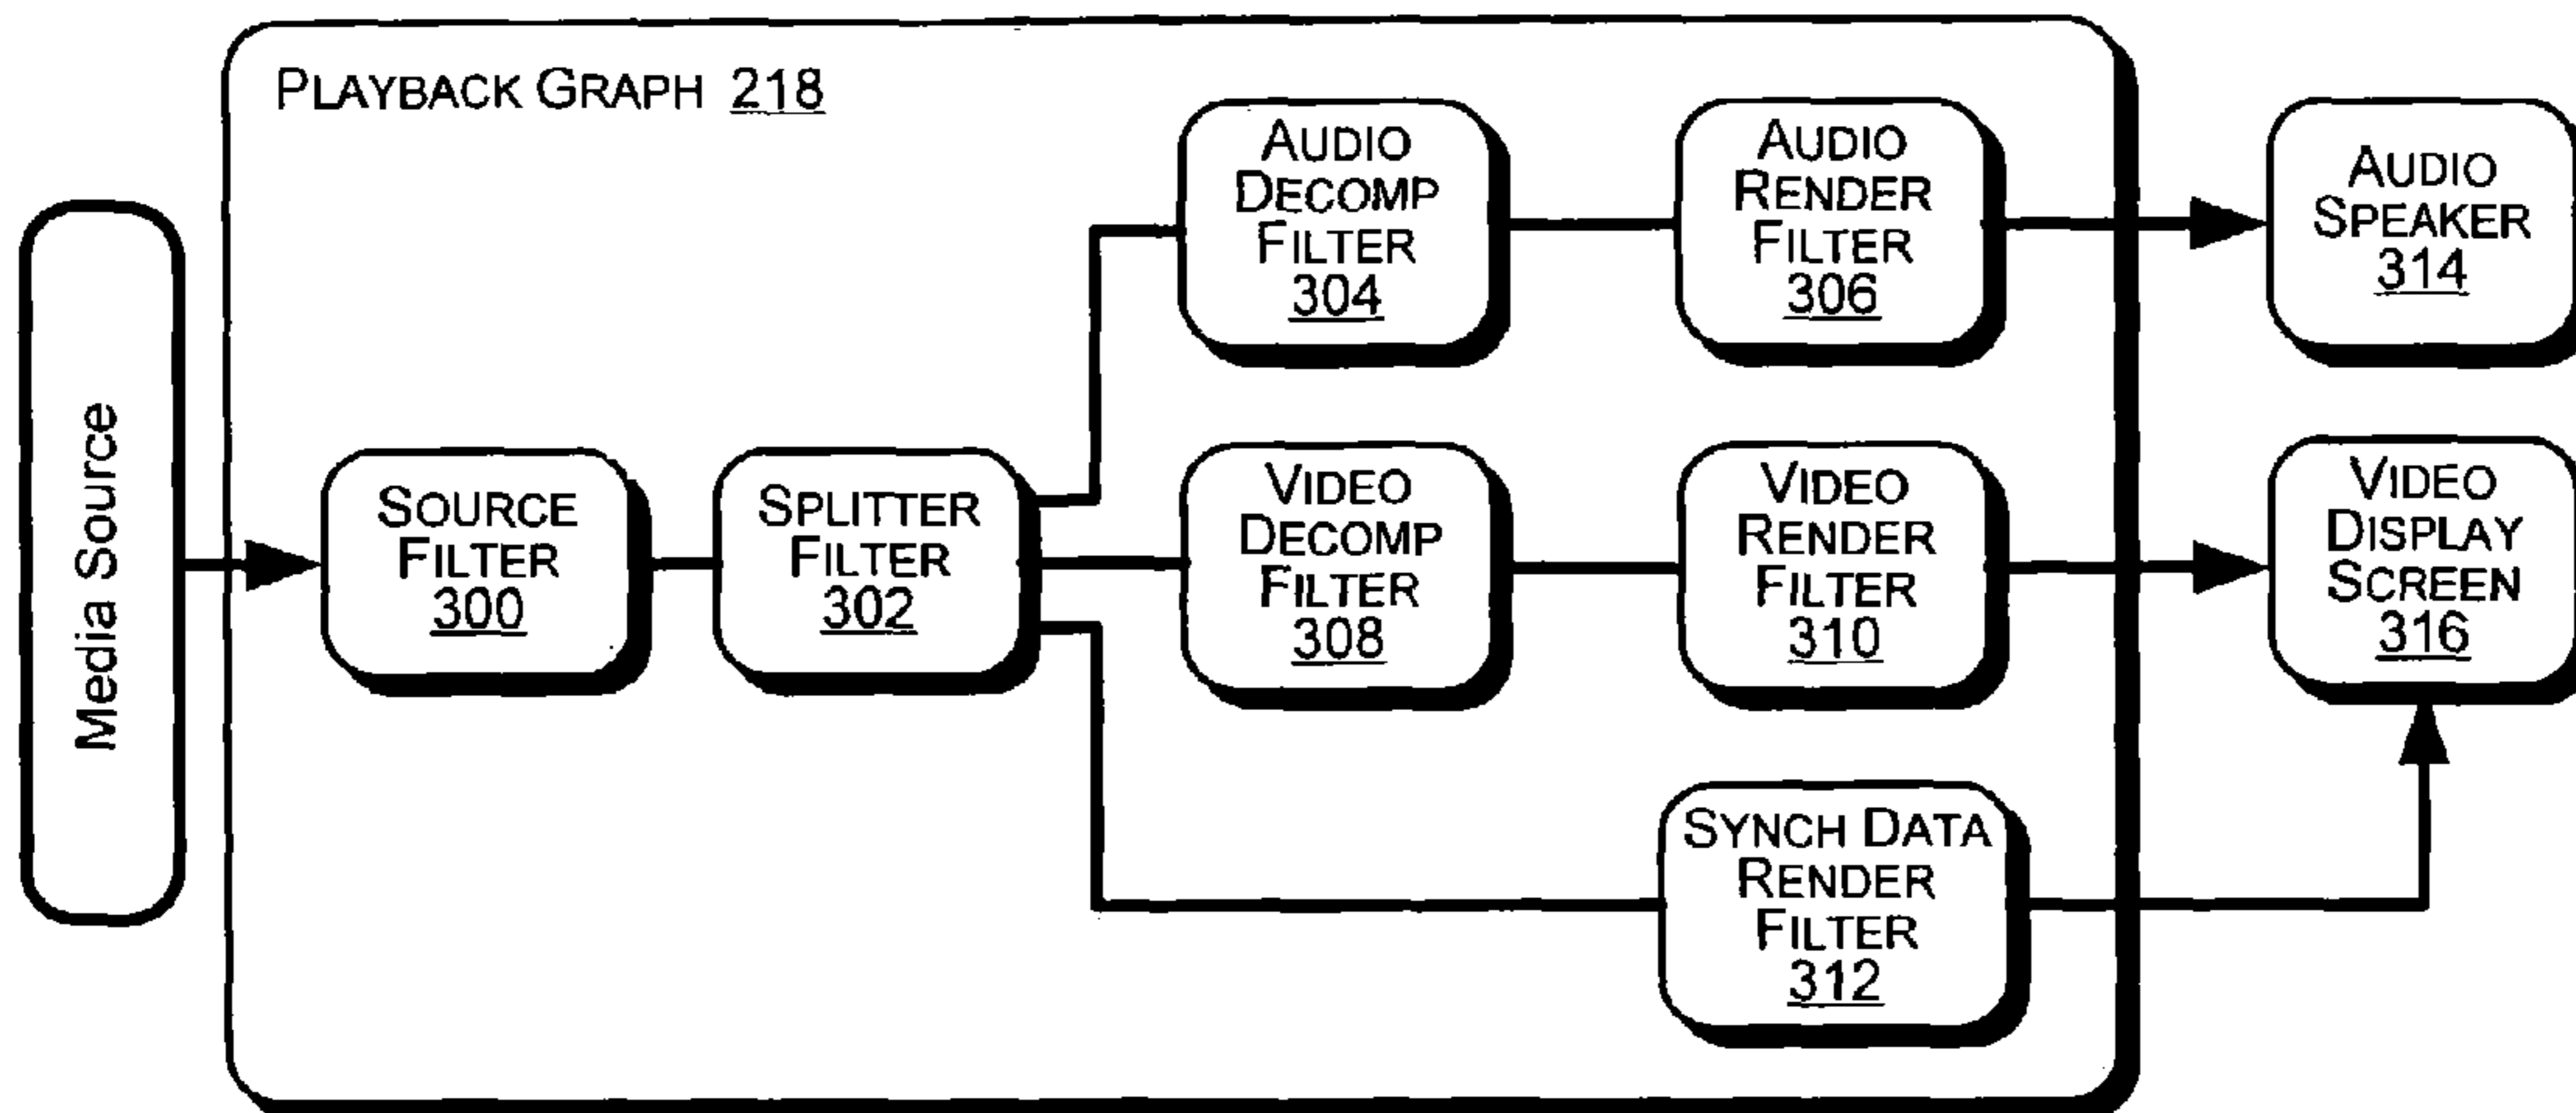 PLAYBACK GRAPH 218
Media Source
SOURCE
FILTER
300
SPLITTER
FILTER
302
AUDIO
DECOMP
FILTER
304
AUDIO
RENDER
FILTER
306
AUDIO
SPEAKER
314
VIDEO
DECOMP
FILTER
308
VIDEO
RENDER
FILTER
310
VIDEO
DISPLAY
SCREEN
316
SYNCH DATA
RENDER
FILTER
312